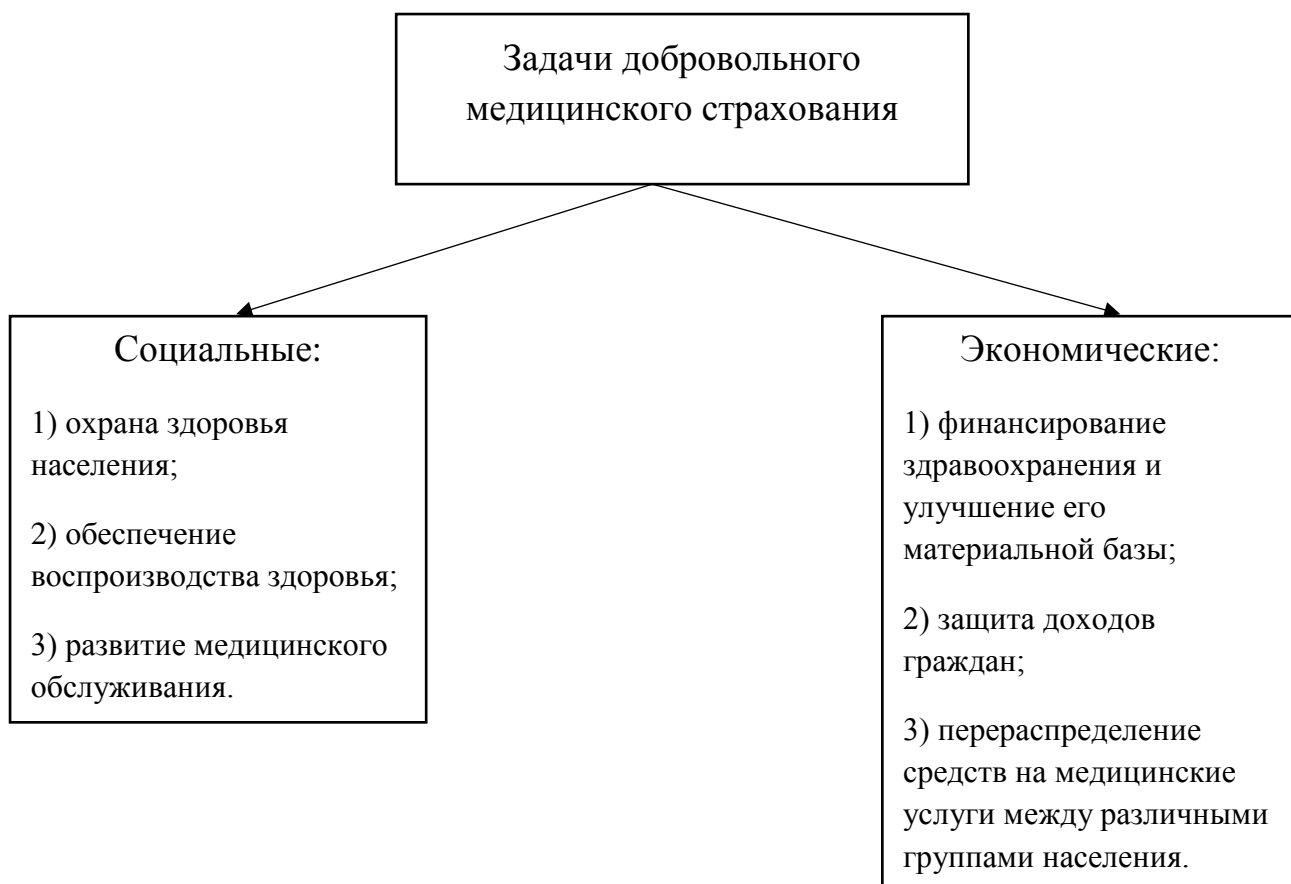 Задачи добровольного
медицинского страхования
Социальные:
1) охрана здоровья
населения;
2) обеспечение
воспроизводства здоровья;
3) развитие медицинского
обслуживания.
Экономические:
1) финансирование
здравоохранения и
улучшение его
материальной базы;
2) защита доходов
граждан;
3) перераспределение
средств на медицинские
услуги между различными
группами населения.